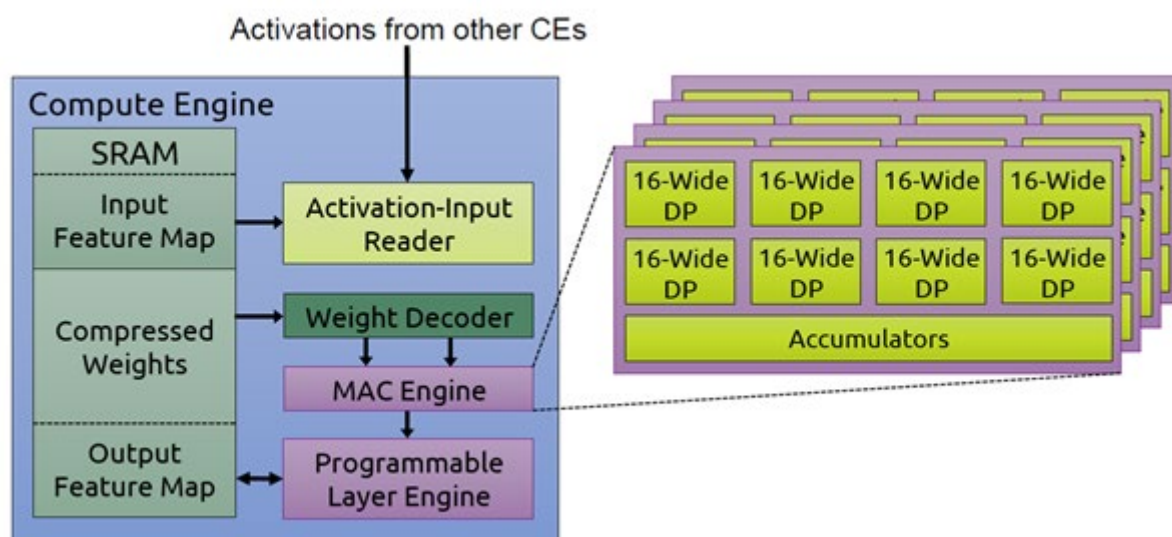 Activations from other CEs
Compute Engine
SRAM
Input
Feature Map
Activation-Input
Reader
Compressed
Weights
Weight Decoder
MAC Engine
Output
Feature Map
Programmable
Layer Engine
16-Wide
DP
16-Wide
DP
16-Wide
DP
16-Wide
DP
16-Wide
DP
16-Wide
DP
16-Wide
DP
16-Wide
DP
Accumulators